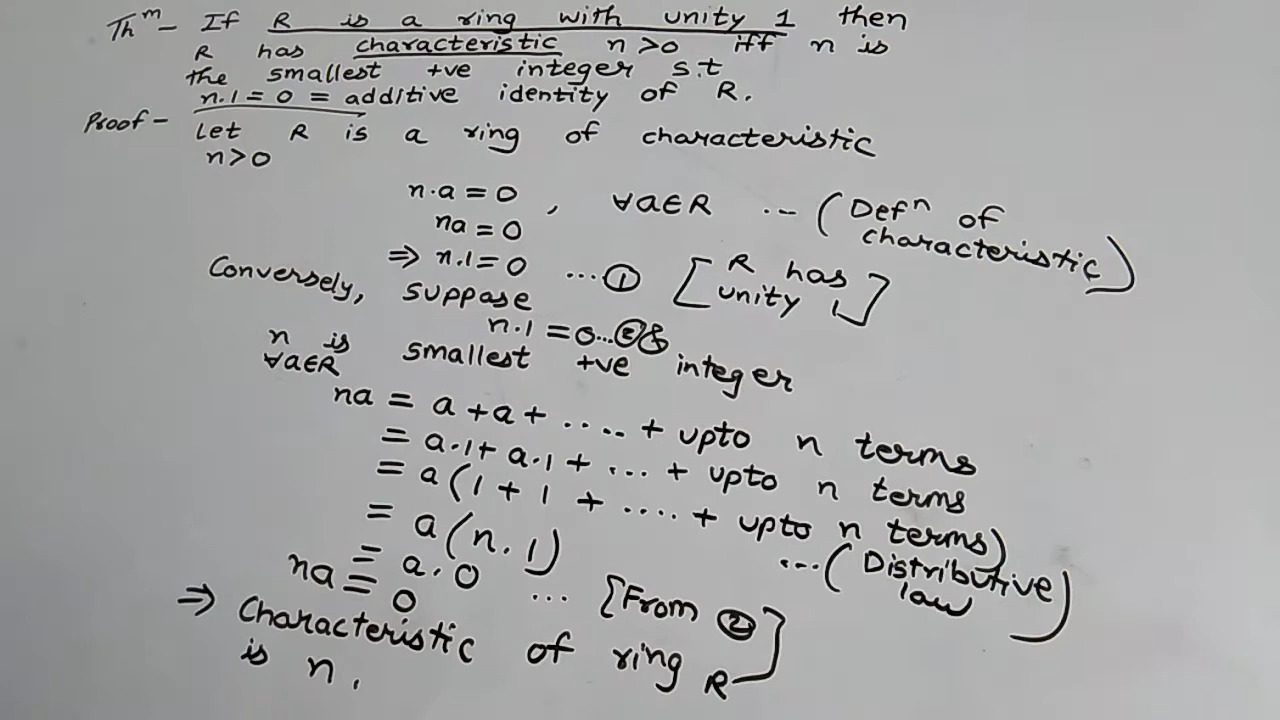 Thᵐ - If R is a ring with unity 1 then
R has characteristic n>0 iff n is
the smallest +ve integer s.t
n.1 = 0 = additive identity of R.
Proof - Let R is a ring of characteristic
n>0
n.a = 0 , ∀a∈R ... (Defⁿ of characteristic)
na = 0
⇒ n.1 = 0 ... ① [R has unity 1]
Conversely, suppase
n.1 = 0...② &
n is smallest +ve integer
∀a∈R
na = a + a + ..... + upto n terms
= a.1 + a.1 + ... + upto n terms
= a(1 + 1 + .... + upto n terms)
= a(n.1) ...(Distributive law)
= a.0 ... [From ②]
na = 0
⇒ Characteristic of ring R
is n.